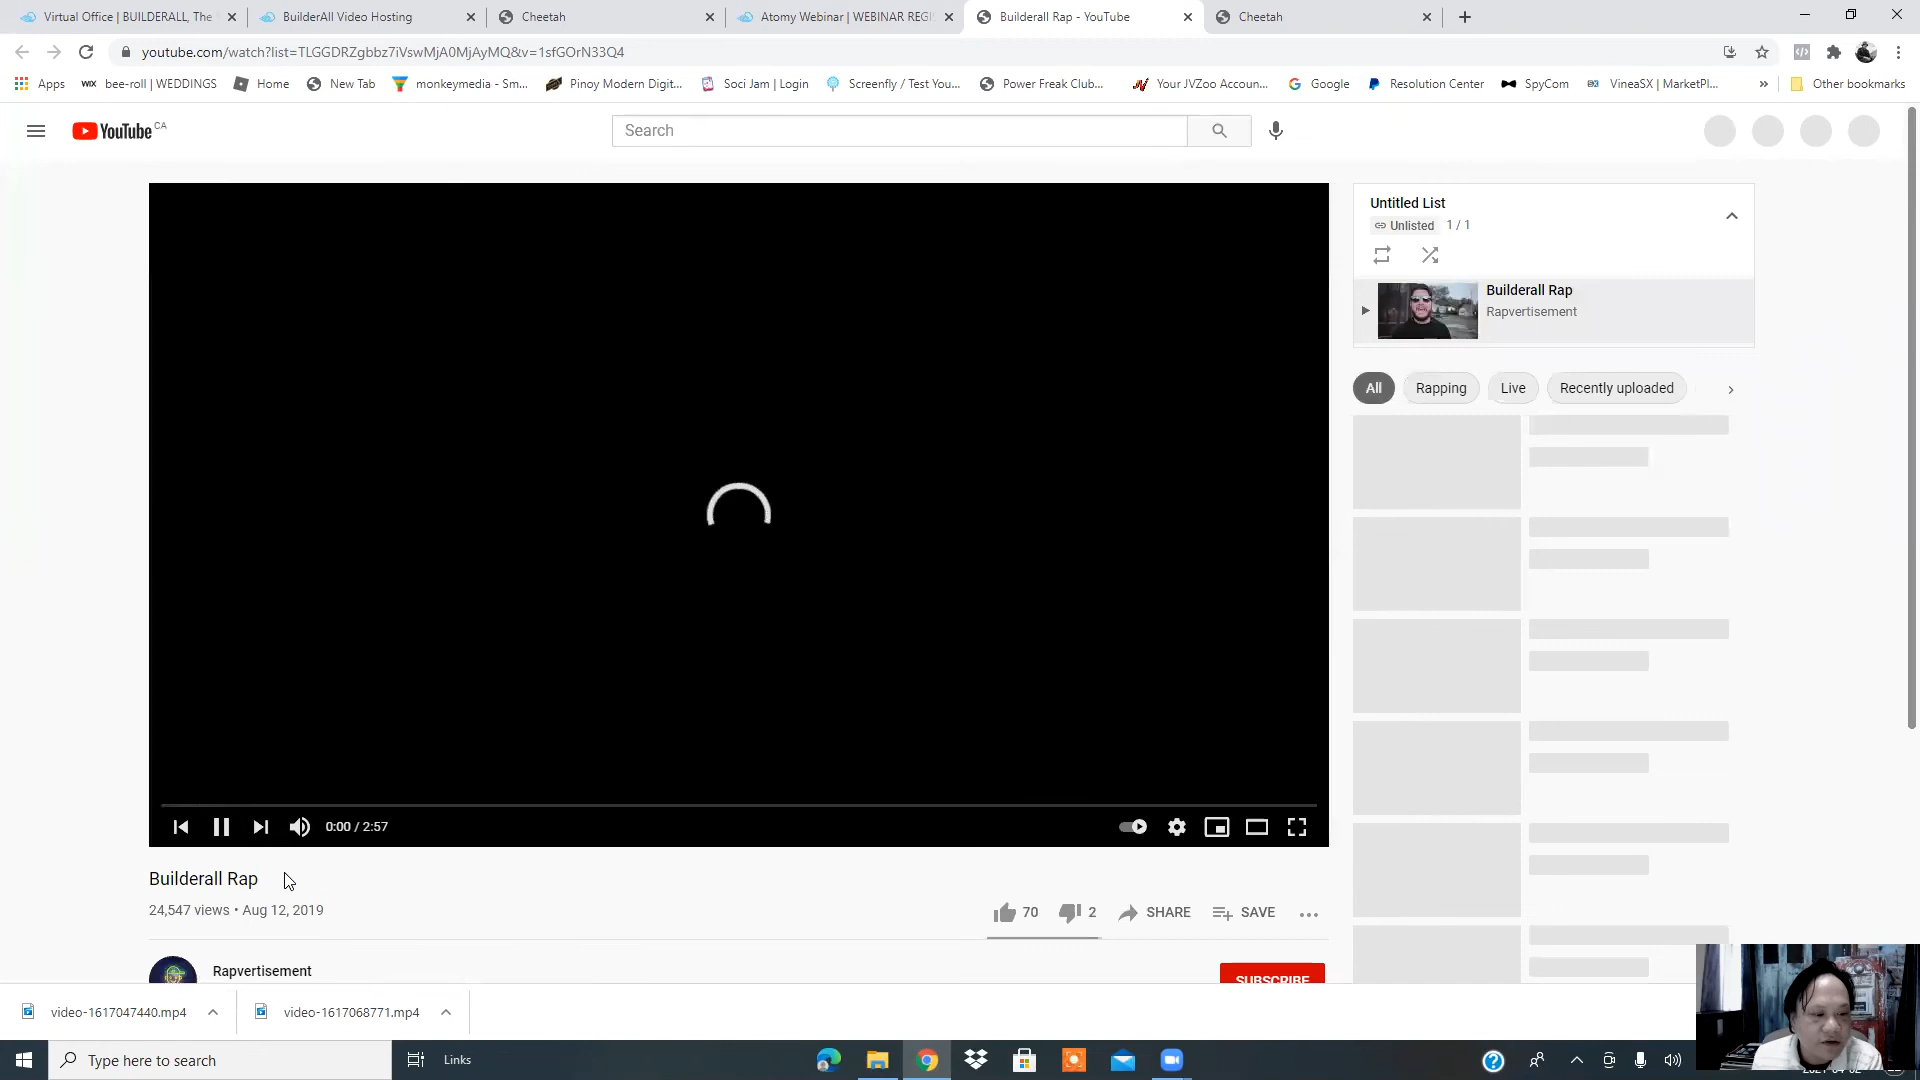 Virtual Office | BUILDERALL, The
BuilderAll Video Hosting
Cheetah
Atomy Webinar | WEBINAR REGI
Builderall Rap - YouTube
Cheetah
youtube.com/watch?list=TLGGDRZgbbz7iVswMjA0MjAyMQ&v=1sfGOrN33Q4
Apps
WIX bee-roll | WEDDINGS
Home
New Tab
monkeymedia - Sm...
Pinoy Modern Digit...
Soci Jam | Login
Screenfly / Test You...
Power Freak Club...
Your JVZoo Accoun...
Google
Resolution Center
SpyCom
VineaSX | MarketPl...
»
Other bookmarks
YouTube CA
Search
Untitled List
Unlisted 1 / 1
Builderall Rap
Rapvertisement
All
Rapping
Live
Recently uploaded
0:00 / 2:57
Builderall Rap
24,547 views • Aug 12, 2019
70
2
SHARE
SAVE
Rapvertisement
SUBSCRIBE
video-1617047440.mp4
video-1617068771.mp4
Type here to search
Links